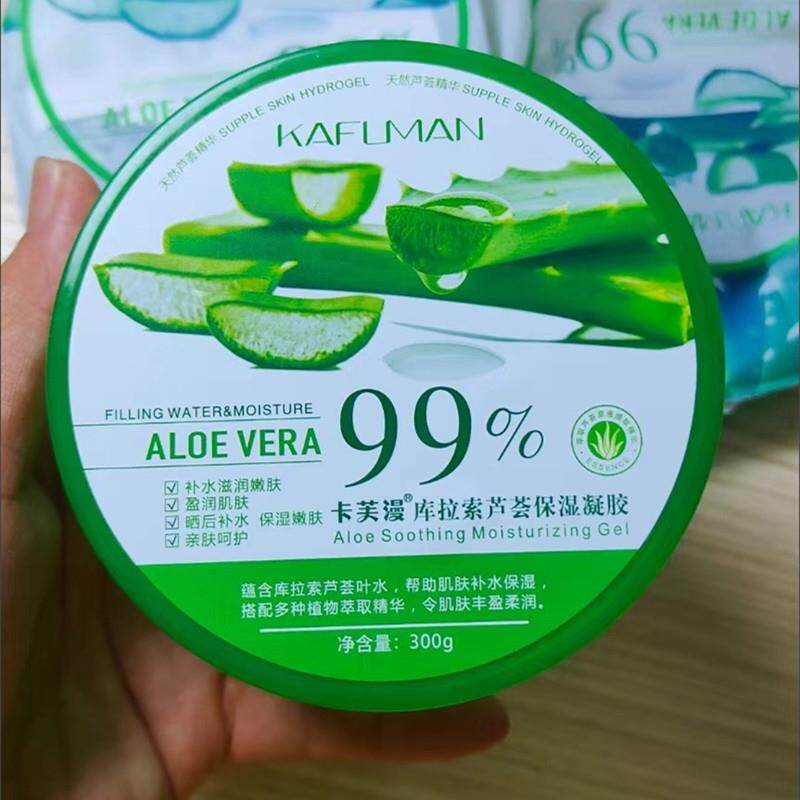 天然芦荟精华 SUPPLE SKIN HYDROGEL 天然芦荟精华 SUPPLE SKIN HYDROGEL
KAFUMAN
FILLING WATER&MOISTURE
ALOE VERA
99%
ESSENCE
☑ 补水滋润嫩肤
☑ 盈润肌肤
☑ 晒后补水 保湿嫩肤
☑ 亲肤呵护
卡芙漫®库拉索芦荟保湿凝胶
Aloe Soothing Moisturizing Gel
蕴含库拉索芦荟叶水，帮助肌肤补水保湿，
搭配多种植物萃取精华，令肌肤丰盈柔润。
净含量：300g
99%
ALOE VERA